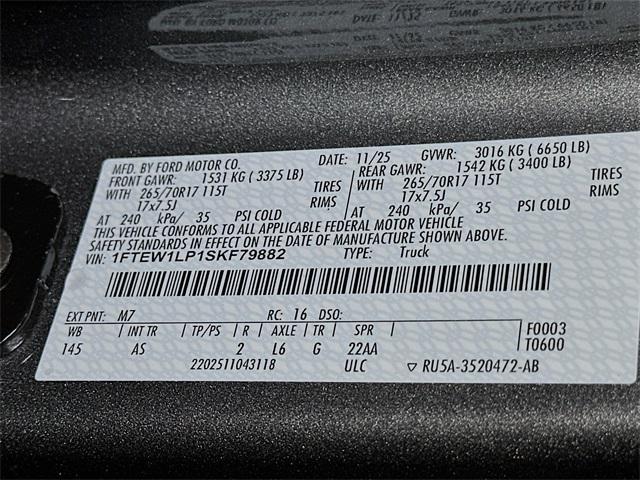 MFD. BY FORD MOTOR CO. DATE: 11/25 GVWR: 3016 KG ( 6650 LB)
FRONT GAWR: 1531 KG ( 3375 LB) REAR GAWR: 1542 KG ( 3400 LB)
WITH 265/70R17 115T TIRES WITH 265/70R17 115T TIRES
17x7.5J RIMS 17x7.5J RIMS
AT 240 kPa/ 35 PSI COLD AT 240 kPa/ 35 PSI COLD
THIS VEHICLE CONFORMS TO ALL APPLICABLE FEDERAL MOTOR VEHICLE
SAFETY STANDARDS IN EFFECT ON THE DATE OF MANUFACTURE SHOWN ABOVE.
VIN: 1FTEW1LP1SKF79882 TYPE: Truck
EXT PNT: M7 RC: 16 DSO:
WB INT TR TP/PS R AXLE TR SPR F0003
145 AS 2 L6 G 22AA T0600
2202511043118 ULC ▽ RU5A-3520472-AB